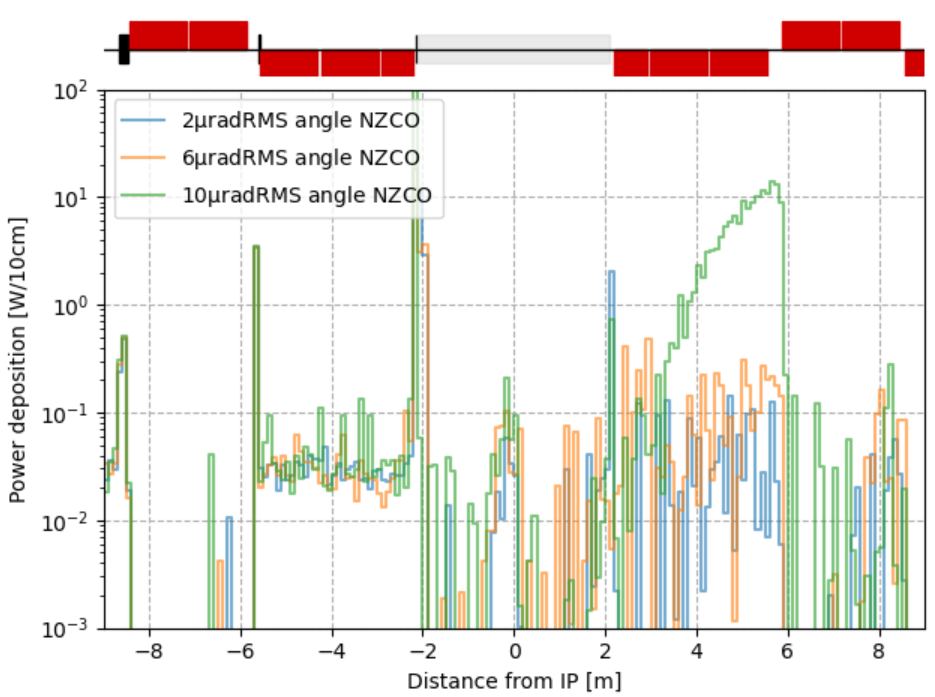 10²
2μradRMS angle NZCO
6μradRMS angle NZCO
10μradRMS angle NZCO
10¹
10⁰
10⁻¹
10⁻²
10⁻³
Power deposition [W/10cm]
−8 −6 −4 −2 0 2 4 6 8
Distance from IP [m]